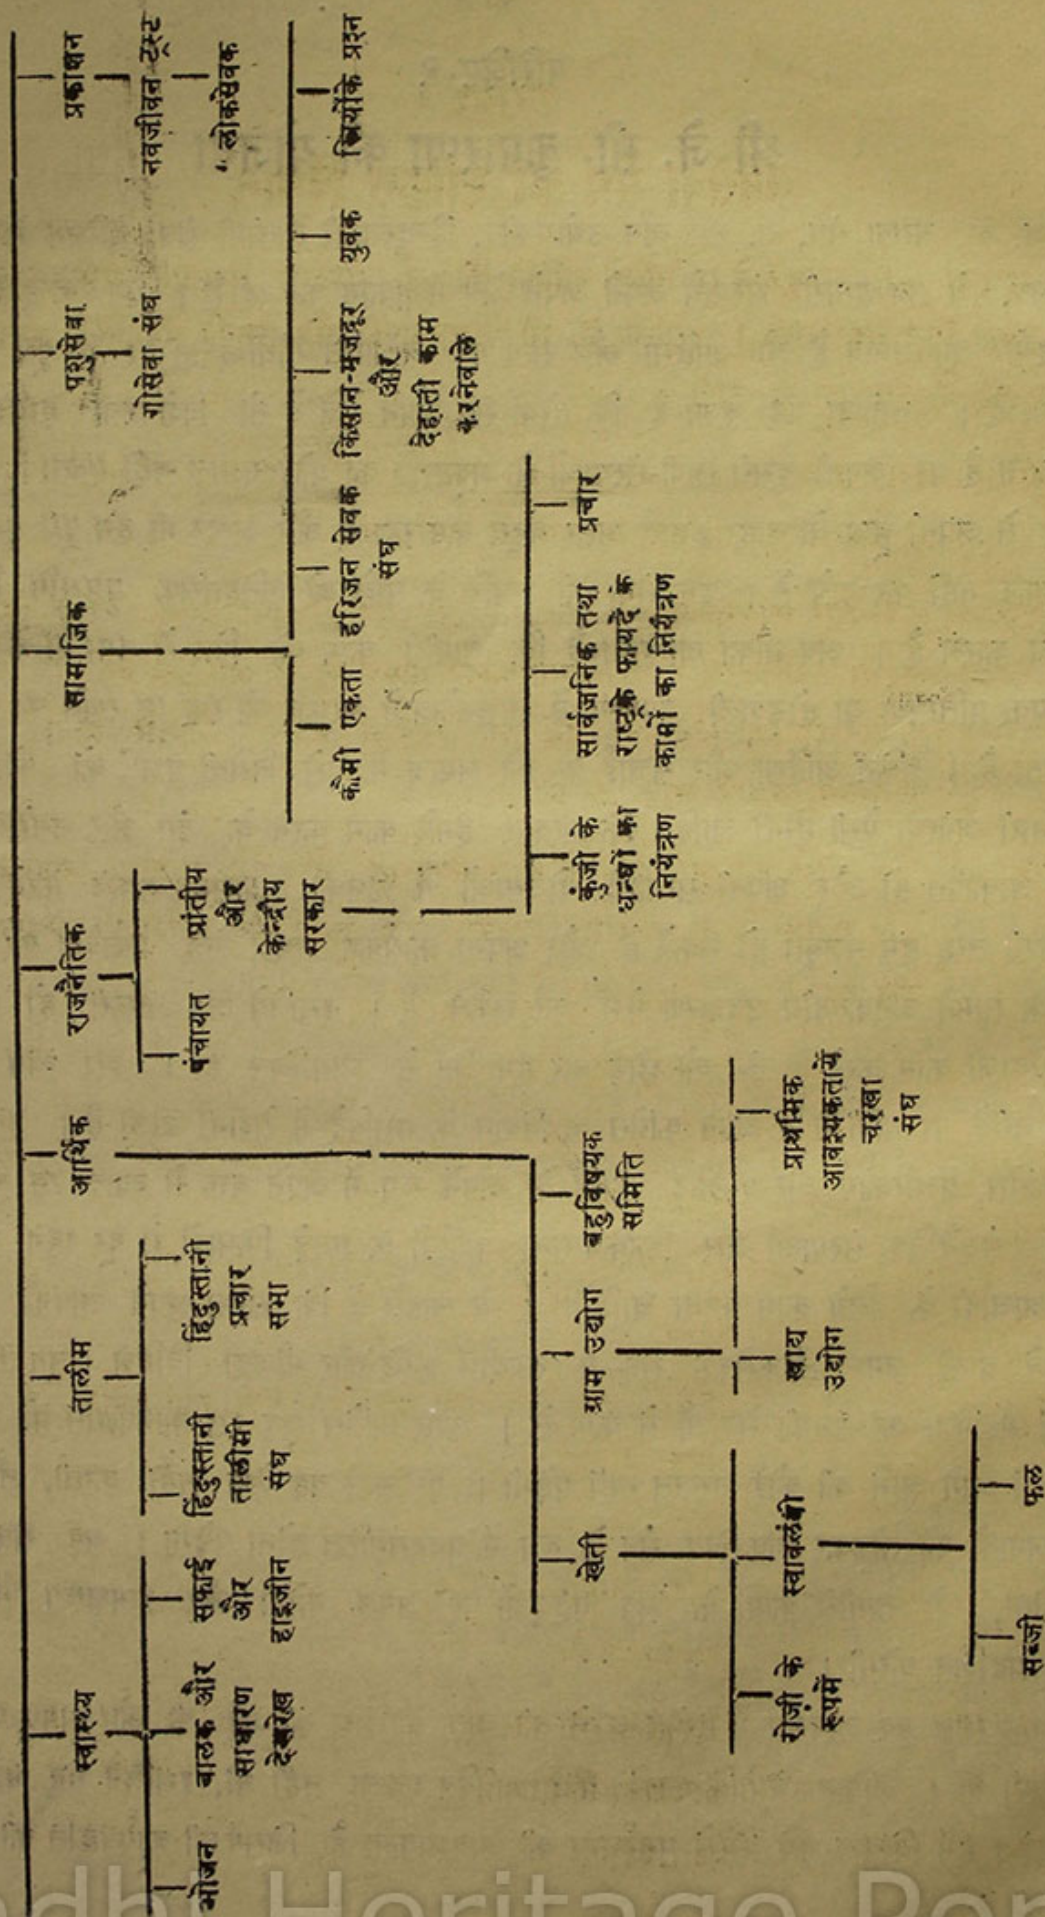 स्वास्थ्य
तालीम
आर्थिक
राजनैतिक
सामाजिक
पशुसेवा
प्रकाशन
भोजन
बालक और
साधारण
देखरेख
सफाई
और
हाइजीन
हिंदुस्तानी
तालीमी
संघ
हिंदुस्तानी
प्रचार
सभा
पंचायत
प्रांतीय
और
केन्द्रीय
सरकार
गोसेवा संघ
नवजीवन ट्रस्ट
" लोकसेवक
कौमी एकता
हरिजन सेवक
संघ
किसान-मजदूर
और
देहाती काम
करनेवाले
युवक
स्त्रियोंके प्रश्न
खेती
ग्राम उद्योग
बहुविषयक
समिति
कुंजी के
धन्धों का
नियंत्रण
सार्वजनिक तथा
राष्ट्रके फायदे के
कामों का नियंत्रण
प्रचार
रोज़ी के
रूपमें
स्वावलंबी
खाद्य
उद्योग
प्राथमिक
आवश्यकतायें
चरखा
संघ
सब्जी
फल
Heritage